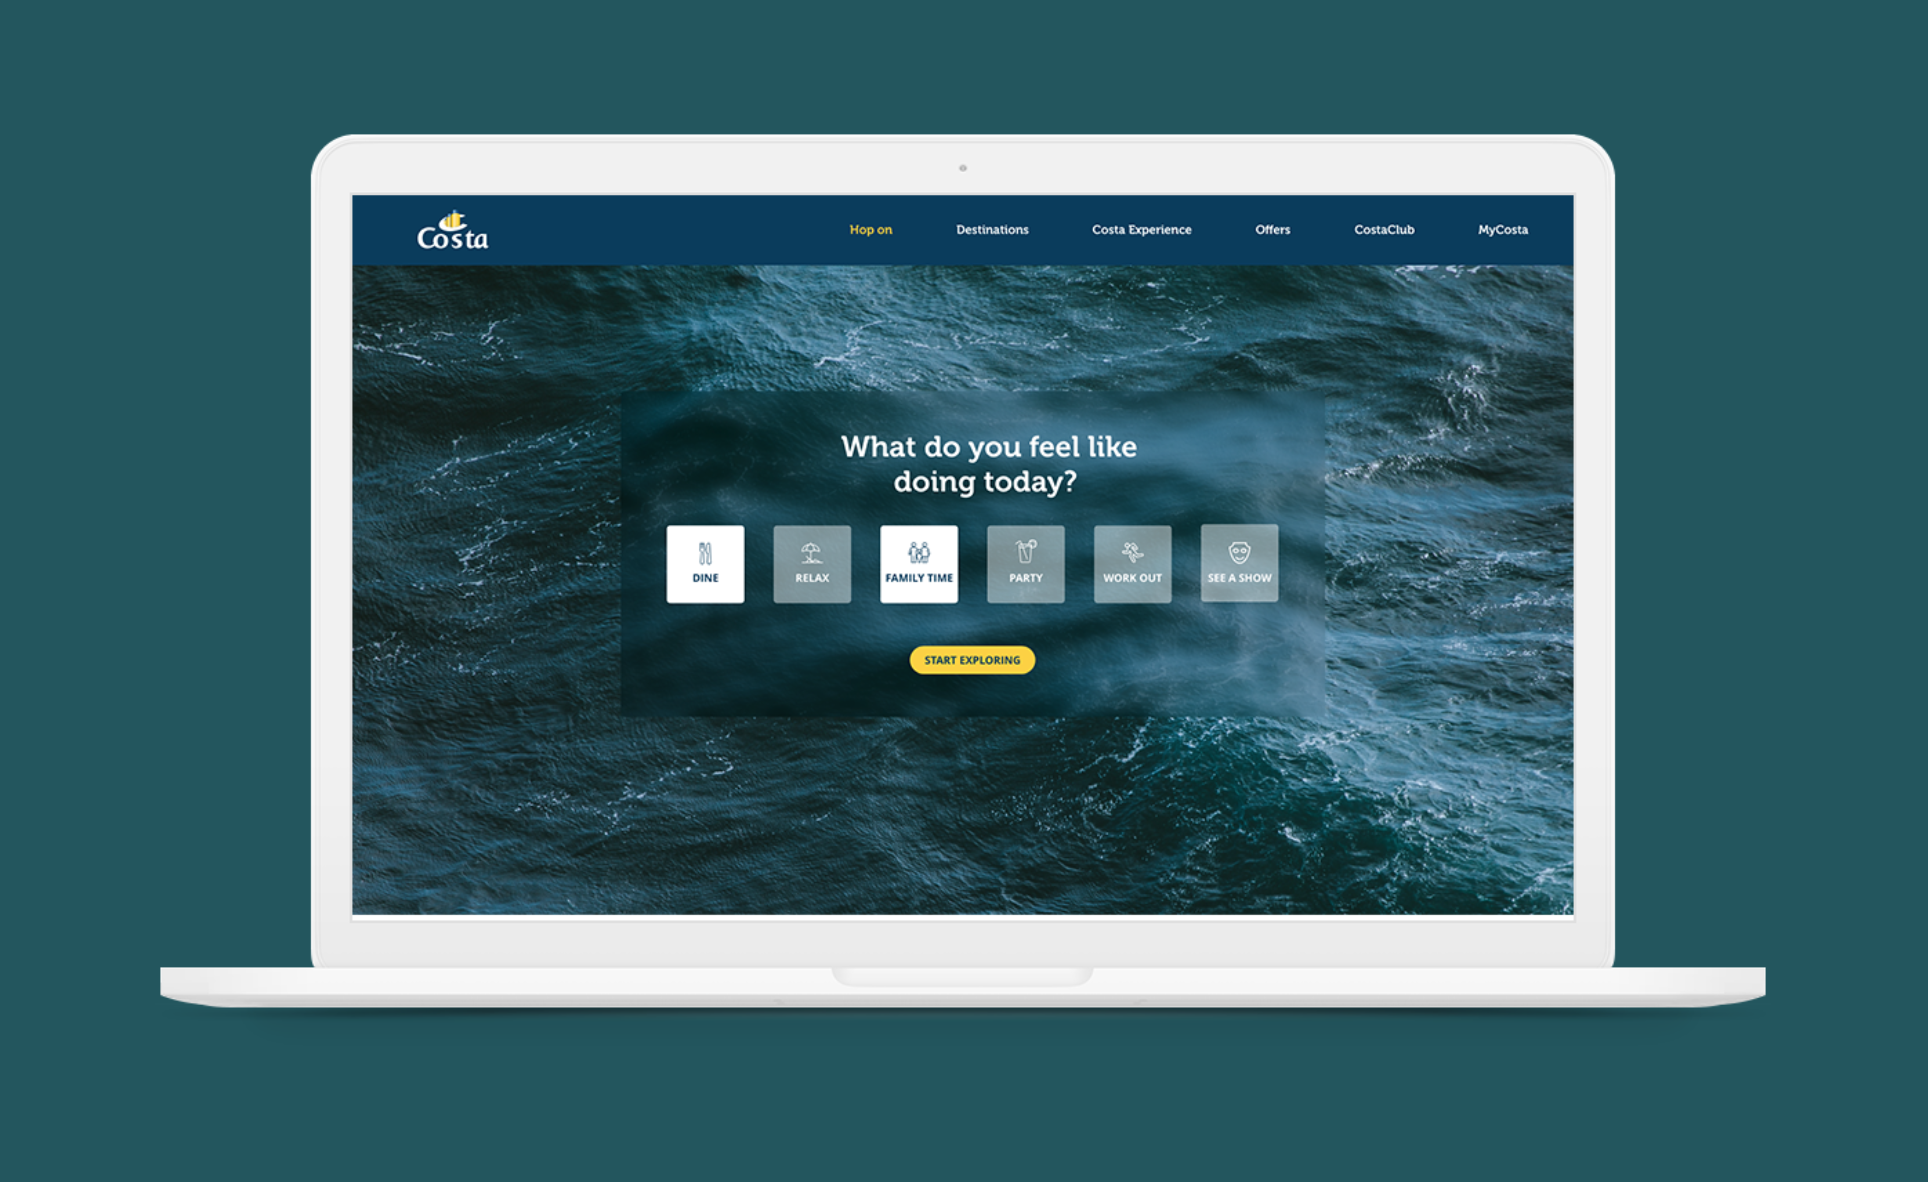 Costa
Hop on
Destinations
Costa Experience
Offers
CostaClub
MyCosta
What do you feel like
doing today?
DINE
RELAX
FAMILY TIME
PARTY
WORK OUT
SEE A SHOW
START EXPLORING